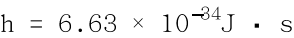 h = 6.63 × 10⁻³⁴J · s